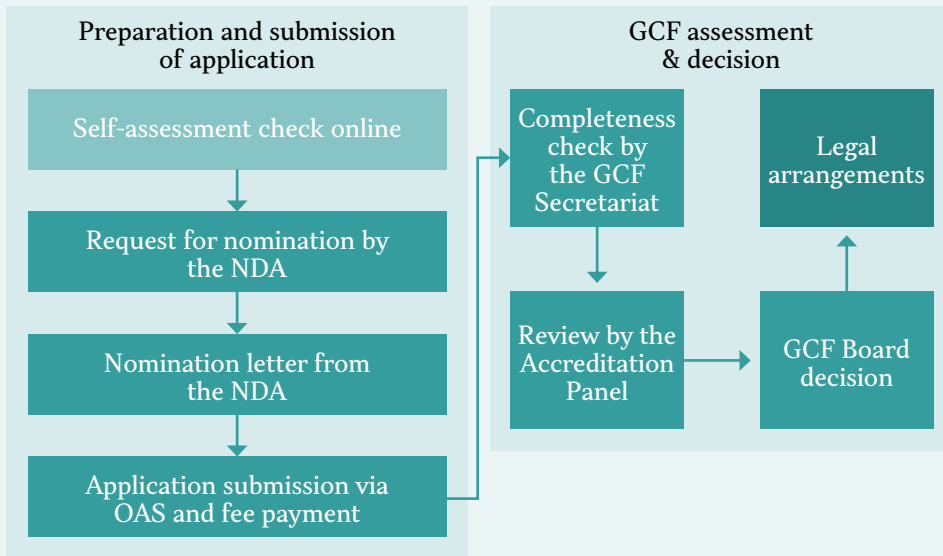 Preparation and submission
of application
Self-assessment check online
Request for nomination by
the NDA
Nomination letter from
the NDA
Application submission via
OAS and fee payment
GCF assessment
& decision
Completeness
check by
the GCF
Secretariat
Review by the
Accreditation
Panel
GCF Board
decision
Legal
arrangements